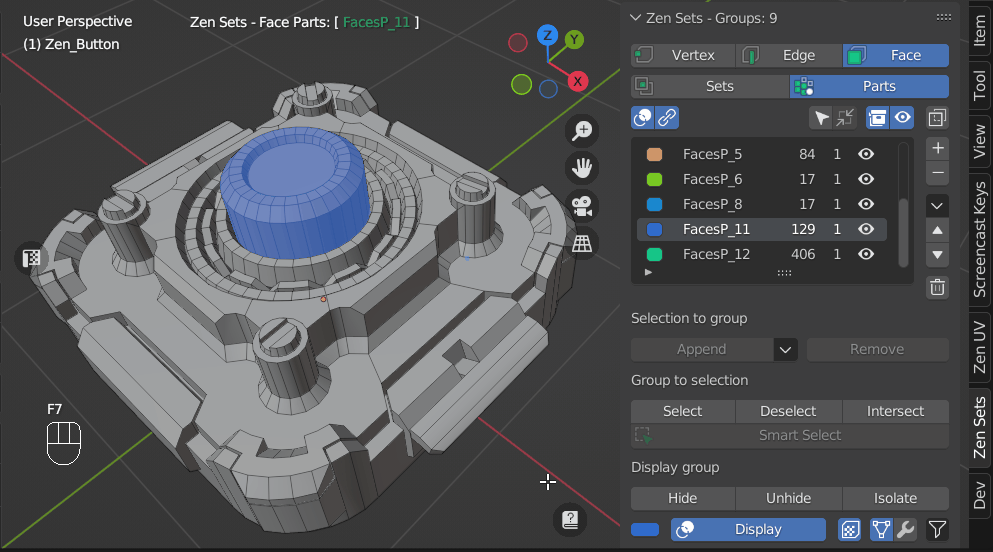 User Perspective
(1) Zen_Button
Zen Sets - Face Parts: [ FacesP_11 ]
Z
Y
X
F7
Zen Sets - Groups: 9
Vertex
Edge
Face
Sets
Parts
FacesP_5 84 1
FacesP_6 17 1
FacesP_8 17 1
FacesP_11 129 1
FacesP_12 406 1
Selection to group
Append
Remove
Group to selection
Select
Deselect
Intersect
Smart Select
Display group
Hide
Unhide
Isolate
Display
Item
Tool
View
Screencast Keys
Zen UV
Zen Sets
Dev